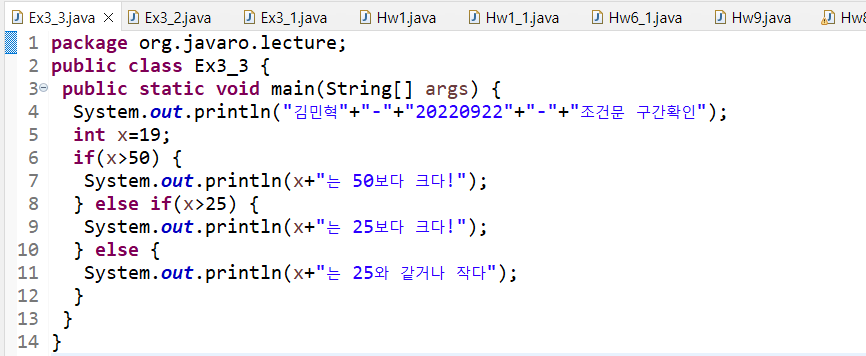 Ex3_3.java Ex3_2.java Ex3_1.java Hw1.java Hw1_1.java Hw6_1.java Hw9.java Hw8
1 package org.javaro.lecture;
2 public class Ex3_3 {
3 public static void main(String[] args) {
4 System.out.println("김민혁"+"-"+"20220922"+"-"+"조건문 구간확인");
5 int x=19;
6 if(x>50) {
7 System.out.println(x+"는 50보다 크다!");
8 } else if(x>25) {
9 System.out.println(x+"는 25보다 크다!");
10 } else {
11 System.out.println(x+"는 25와 같거나 작다");
12 }
13 }
14 }